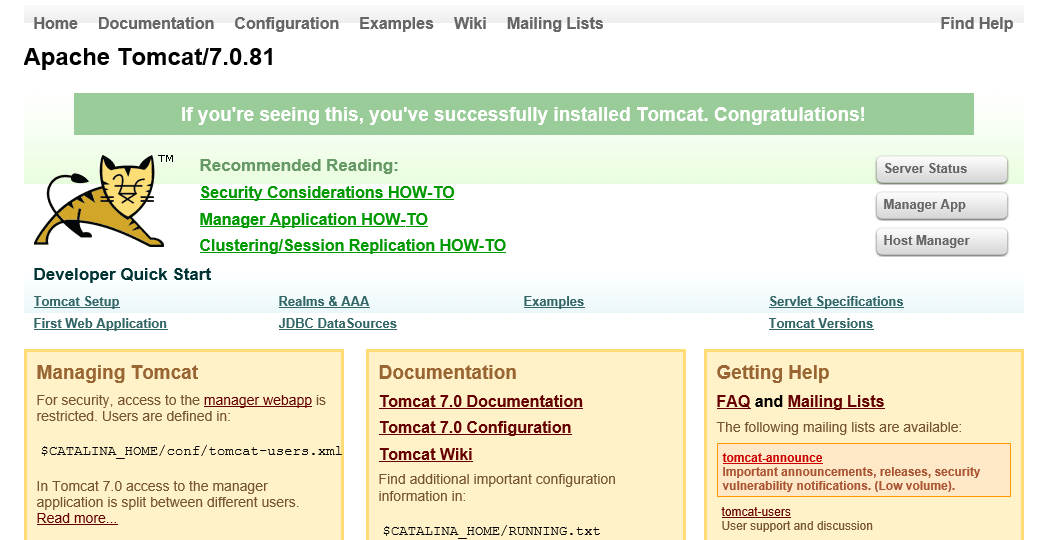 Home Documentation Configuration Examples Wiki Mailing Lists Find Help
Apache Tomcat/7.0.81
If you're seeing this, you've successfully installed Tomcat. Congratulations!
TM
Recommended Reading:
Security Considerations HOW-TO
Manager Application HOW-TO
Clustering/Session Replication HOW-TO
Server Status
Manager App
Host Manager
Developer Quick Start
Tomcat Setup
First Web Application
Realms & AAA
JDBC DataSources
Examples
Servlet Specifications
Tomcat Versions
Managing Tomcat
For security, access to the manager webapp is
restricted. Users are defined in:
$CATALINA_HOME/conf/tomcat-users.xml
In Tomcat 7.0 access to the manager
application is split between different users.
Read more...
Documentation
Tomcat 7.0 Documentation
Tomcat 7.0 Configuration
Tomcat Wiki
Find additional important configuration
information in:
$CATALINA_HOME/RUNNING.txt
Getting Help
FAQ and Mailing Lists
The following mailing lists are available:
tomcat-announce
Important announcements, releases, security
vulnerability notifications. (Low volume).
tomcat-users
User support and discussion